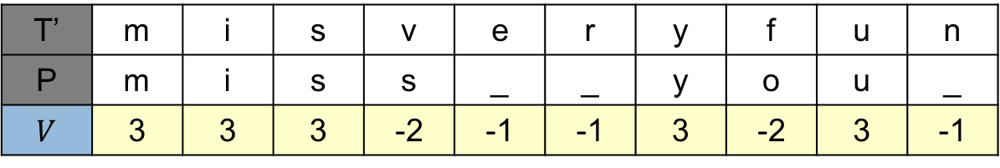 T’ m i s v e r y f u n
P m i s s _ _ y o u _
V 3 3 3 -2 -1 -1 3 -2 3 -1